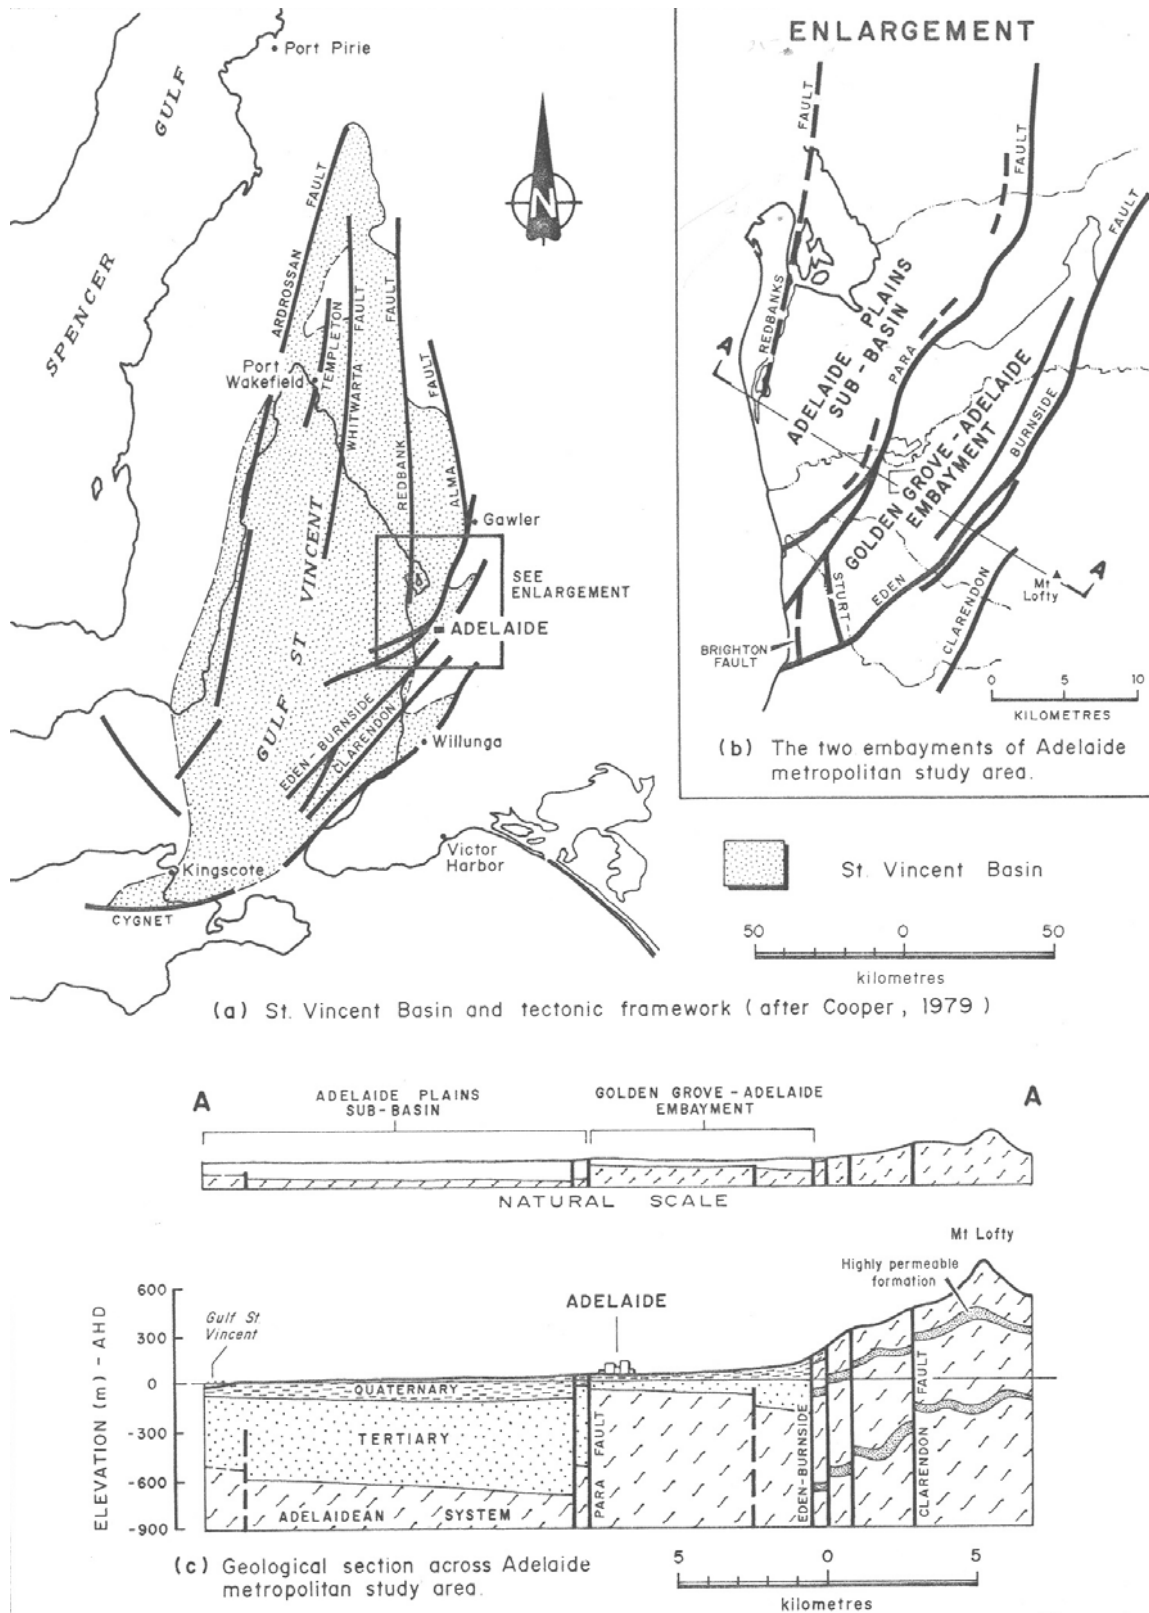 Port Pirie
GULF
SPENCER
N
ARDROSSAN FAULT
TEMPLETON
WHITWARTA FAULT
REDBANK FAULT
ALMA FAULT
Port
Wakefield
Gawler
SEE
ENLARGEMENT
ADELAIDE
GULF ST VINCENT
EDEN-BURNSIDE
CLARENDON
Willunga
Victor
Harbor
Kingscote
CYGNET
ENLARGEMENT
FAULT
FAULT
FAULT
REDBANKS
ADELAIDE PLAINS
SUB-BASIN
PARA
A
GOLDEN GROVE-ADELAIDE
EMBAYMENT
BURNSIDE
STURT
EDEN
Mt
Lofty
A
CLARENDON
BRIGHTON
FAULT
0 5 10
KILOMETRES
(b) The two embayments of Adelaide
metropolitan study area.
St. Vincent Basin
50 0 50
kilometres
(a) St. Vincent Basin and tectonic framework (after Cooper, 1979)
A
ADELAIDE PLAINS
SUB-BASIN
GOLDEN GROVE-ADELAIDE
EMBAYMENT
A
NATURAL SCALE
Mt Lofty
Highly permeable
formation
ELEVATION (m) - AHD
600
300
0
-300
-600
-900
Gulf St
Vincent
ADELAIDE
QUATERNARY
TERTIARY
ADELAIDEAN SYSTEM
PARA FAULT
EDEN-BURNSIDE
CLARENDON FAULT
(c) Geological section across Adelaide
metropolitan study area.
5 0 5
kilometres